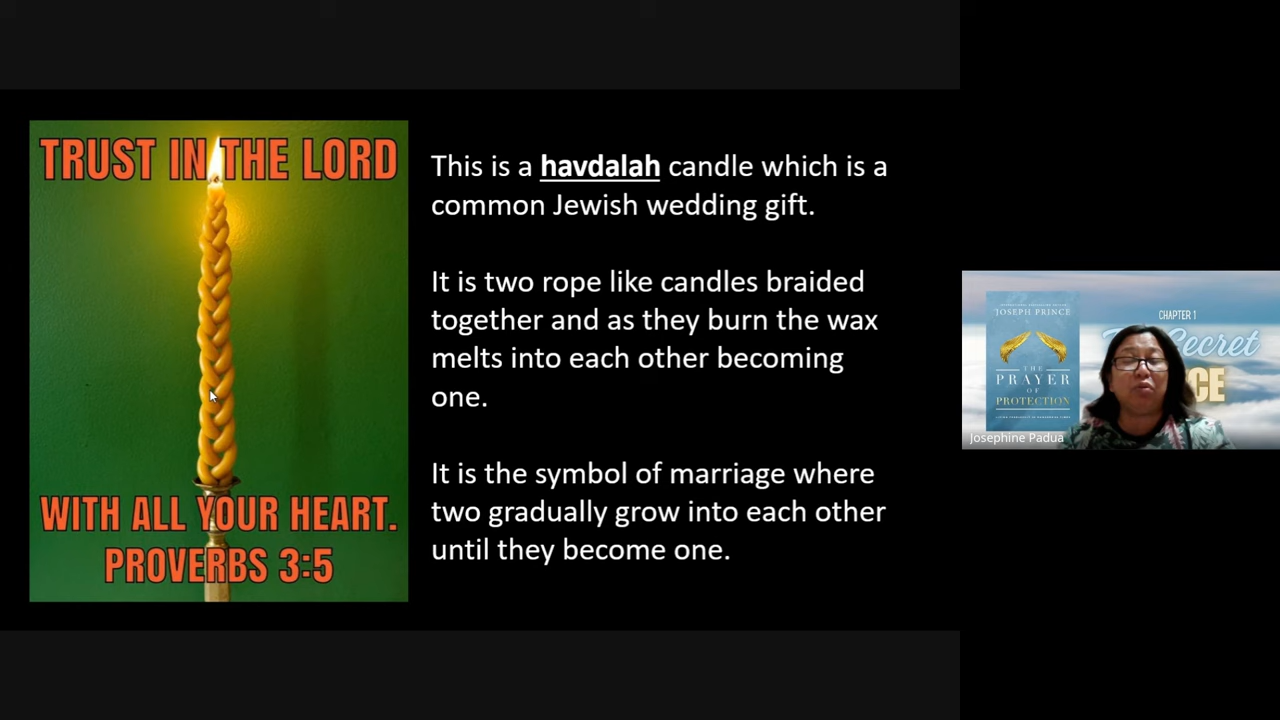 TRUST IN THE LORD
WITH ALL YOUR HEART.
PROVERBS 3:5
This is a havdalah candle which is a
common Jewish wedding gift.
It is two rope like candles braided
together and as they burn the wax
melts into each other becoming
one.
It is the symbol of marriage where
two gradually grow into each other
until they become one.
JOSEPH PRINCE
THE
PRAYER
OF
PROTECTION
CHAPTER 1
Secret
Josephine Padua